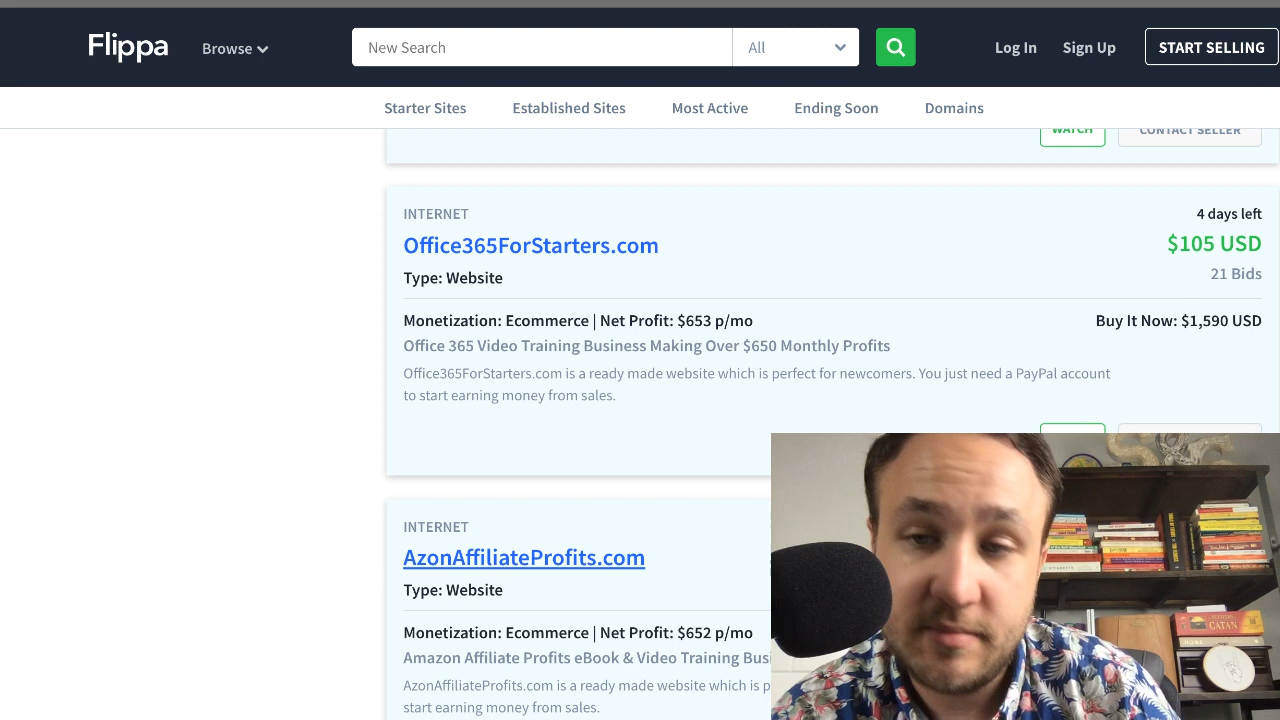 Flippa
Browse
New Search
All
Log In
Sign Up
START SELLING
Starter Sites
Established Sites
Most Active
Ending Soon
Domains
WATCH
CONTACT SELLER
INTERNET
4 days left
Office365ForStarters.com
$105 USD
Type: Website
21 Bids
Monetization: Ecommerce | Net Profit: $653 p/mo
Buy It Now: $1,590 USD
Office 365 Video Training Business Making Over $650 Monthly Profits
Office365ForStarters.com is a ready made website which is perfect for newcomers. You just need a PayPal account
to start earning money from sales.
INTERNET
AzonAffiliateProfits.com
Type: Website
Monetization: Ecommerce | Net Profit: $652 p/mo
Amazon Affiliate Profits eBook & Video Training Busi
AzonAffiliateProfits.com is a ready made website which is p
start earning money from sales.
CATAN